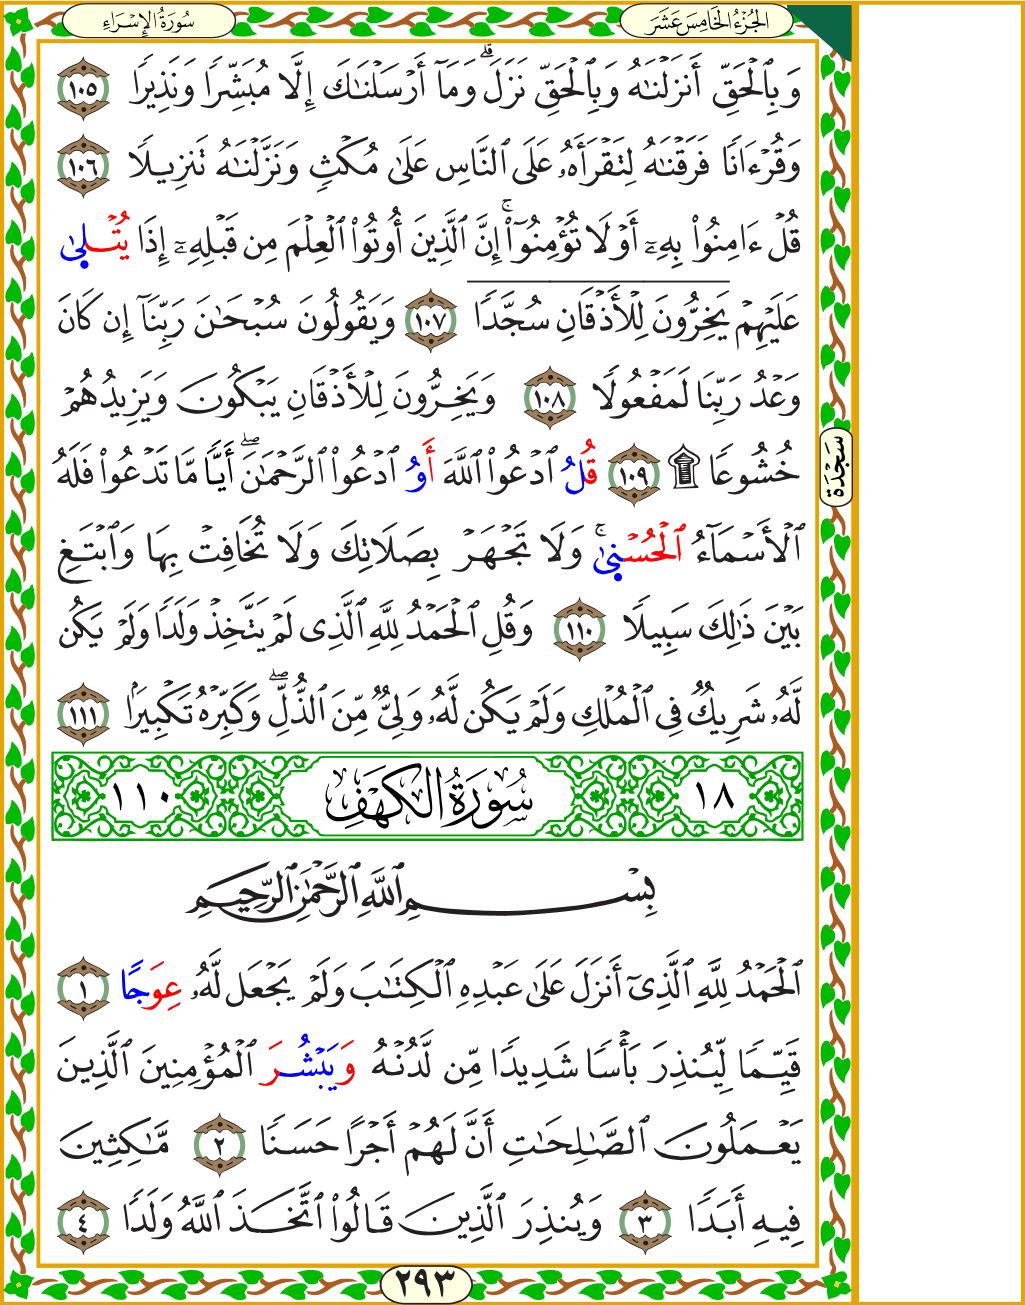 سُورَةُ الإِسْرَاءِ
الجُزْءُ الخَامِسَ عَشَرَ
وَبِٱلْحَقِّ أَنزَلْنَٰهُ وَبِٱلْحَقِّ نَزَلَ ۗ وَمَآ أَرْسَلْنَٰكَ إِلَّا مُبَشِّرًا وَنَذِيرًا ١٠٥
وَقُرْءَانًا فَرَقْنَٰهُ لِتَقْرَأَهُۥ عَلَى ٱلنَّاسِ عَلَىٰ مُكْثٍ وَنَزَّلْنَٰهُ تَنزِيلًا ١٠٦
قُلْ ءَامِنُوا۟ بِهِۦٓ أَوْ لَا تُؤْمِنُوٓا۟ ۚ إِنَّ ٱلَّذِينَ أُوتُوا۟ ٱلْعِلْمَ مِن قَبْلِهِۦٓ إِذَا يُتْلَىٰ
عَلَيْهِمْ يَخِرُّونَ لِلْأَذْقَانِ سُجَّدًا ١٠٧ وَيَقُولُونَ سُبْحَٰنَ رَبِّنَآ إِن كَانَ
وَعْدُ رَبِّنَا لَمَفْعُولًا ١٠٨ وَيَخِرُّونَ لِلْأَذْقَانِ يَبْكُونَ وَيَزِيدُهُمْ
خُشُوعًا ۩ ١٠٩ قُلُ ٱدْعُوا۟ ٱللَّهَ أَوُ ٱدْعُوا۟ ٱلرَّحْمَٰنَ ۖ أَيًّا مَّا تَدْعُوا۟ فَلَهُ
سَجْدَة
ٱلْأَسْمَآءُ ٱلْحُسْنَىٰ ۚ وَلَا تَجْهَرْ بِصَلَاتِكَ وَلَا تُخَافِتْ بِهَا وَٱبْتَغِ
بَيْنَ ذَٰلِكَ سَبِيلًا ١١٠ وَقُلِ ٱلْحَمْدُ لِلَّهِ ٱلَّذِى لَمْ يَتَّخِذْ وَلَدًا وَلَمْ يَكُن
لَّهُۥ شَرِيكٌ فِى ٱلْمُلْكِ وَلَمْ يَكُن لَّهُۥ وَلِىٌّ مِّنَ ٱلذُّلِّ ۖ وَكَبِّرْهُ تَكْبِيرًۢا ١١١
١٨ سُورَةُ الكَهْفِ ١١٠
بِسْمِ ٱللَّهِ ٱلرَّحْمَٰنِ ٱلرَّحِيمِ
ٱلْحَمْدُ لِلَّهِ ٱلَّذِىٓ أَنزَلَ عَلَىٰ عَبْدِهِ ٱلْكِتَٰبَ وَلَمْ يَجْعَل لَّهُۥ عِوَجًا ١
قَيِّمًا لِّيُنذِرَ بَأْسًا شَدِيدًا مِّن لَّدُنْهُ وَيَبْشُرَ ٱلْمُؤْمِنِينَ ٱلَّذِينَ
يَعْمَلُونَ ٱلصَّٰلِحَٰتِ أَنَّ لَهُمْ أَجْرًا حَسَنًا ٢ مَّٰكِثِينَ
فِيهِ أَبَدًا ٣ وَيُنذِرَ ٱلَّذِينَ قَالُوا۟ ٱتَّخَذَ ٱللَّهُ وَلَدًا ٤
٢٩٣